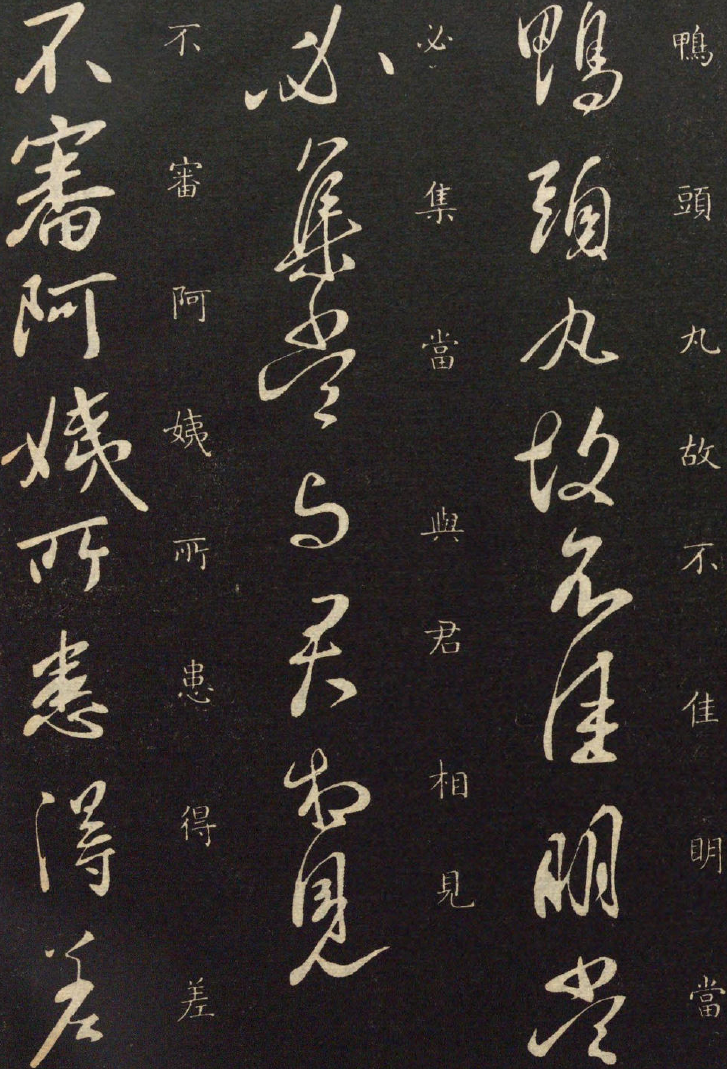 鴨頭丸故不佳明當
鴨頭丸故不佳明當
必集當與君相見
必集當与君相見
不審阿姨所患得差
不審阿姨所患得差